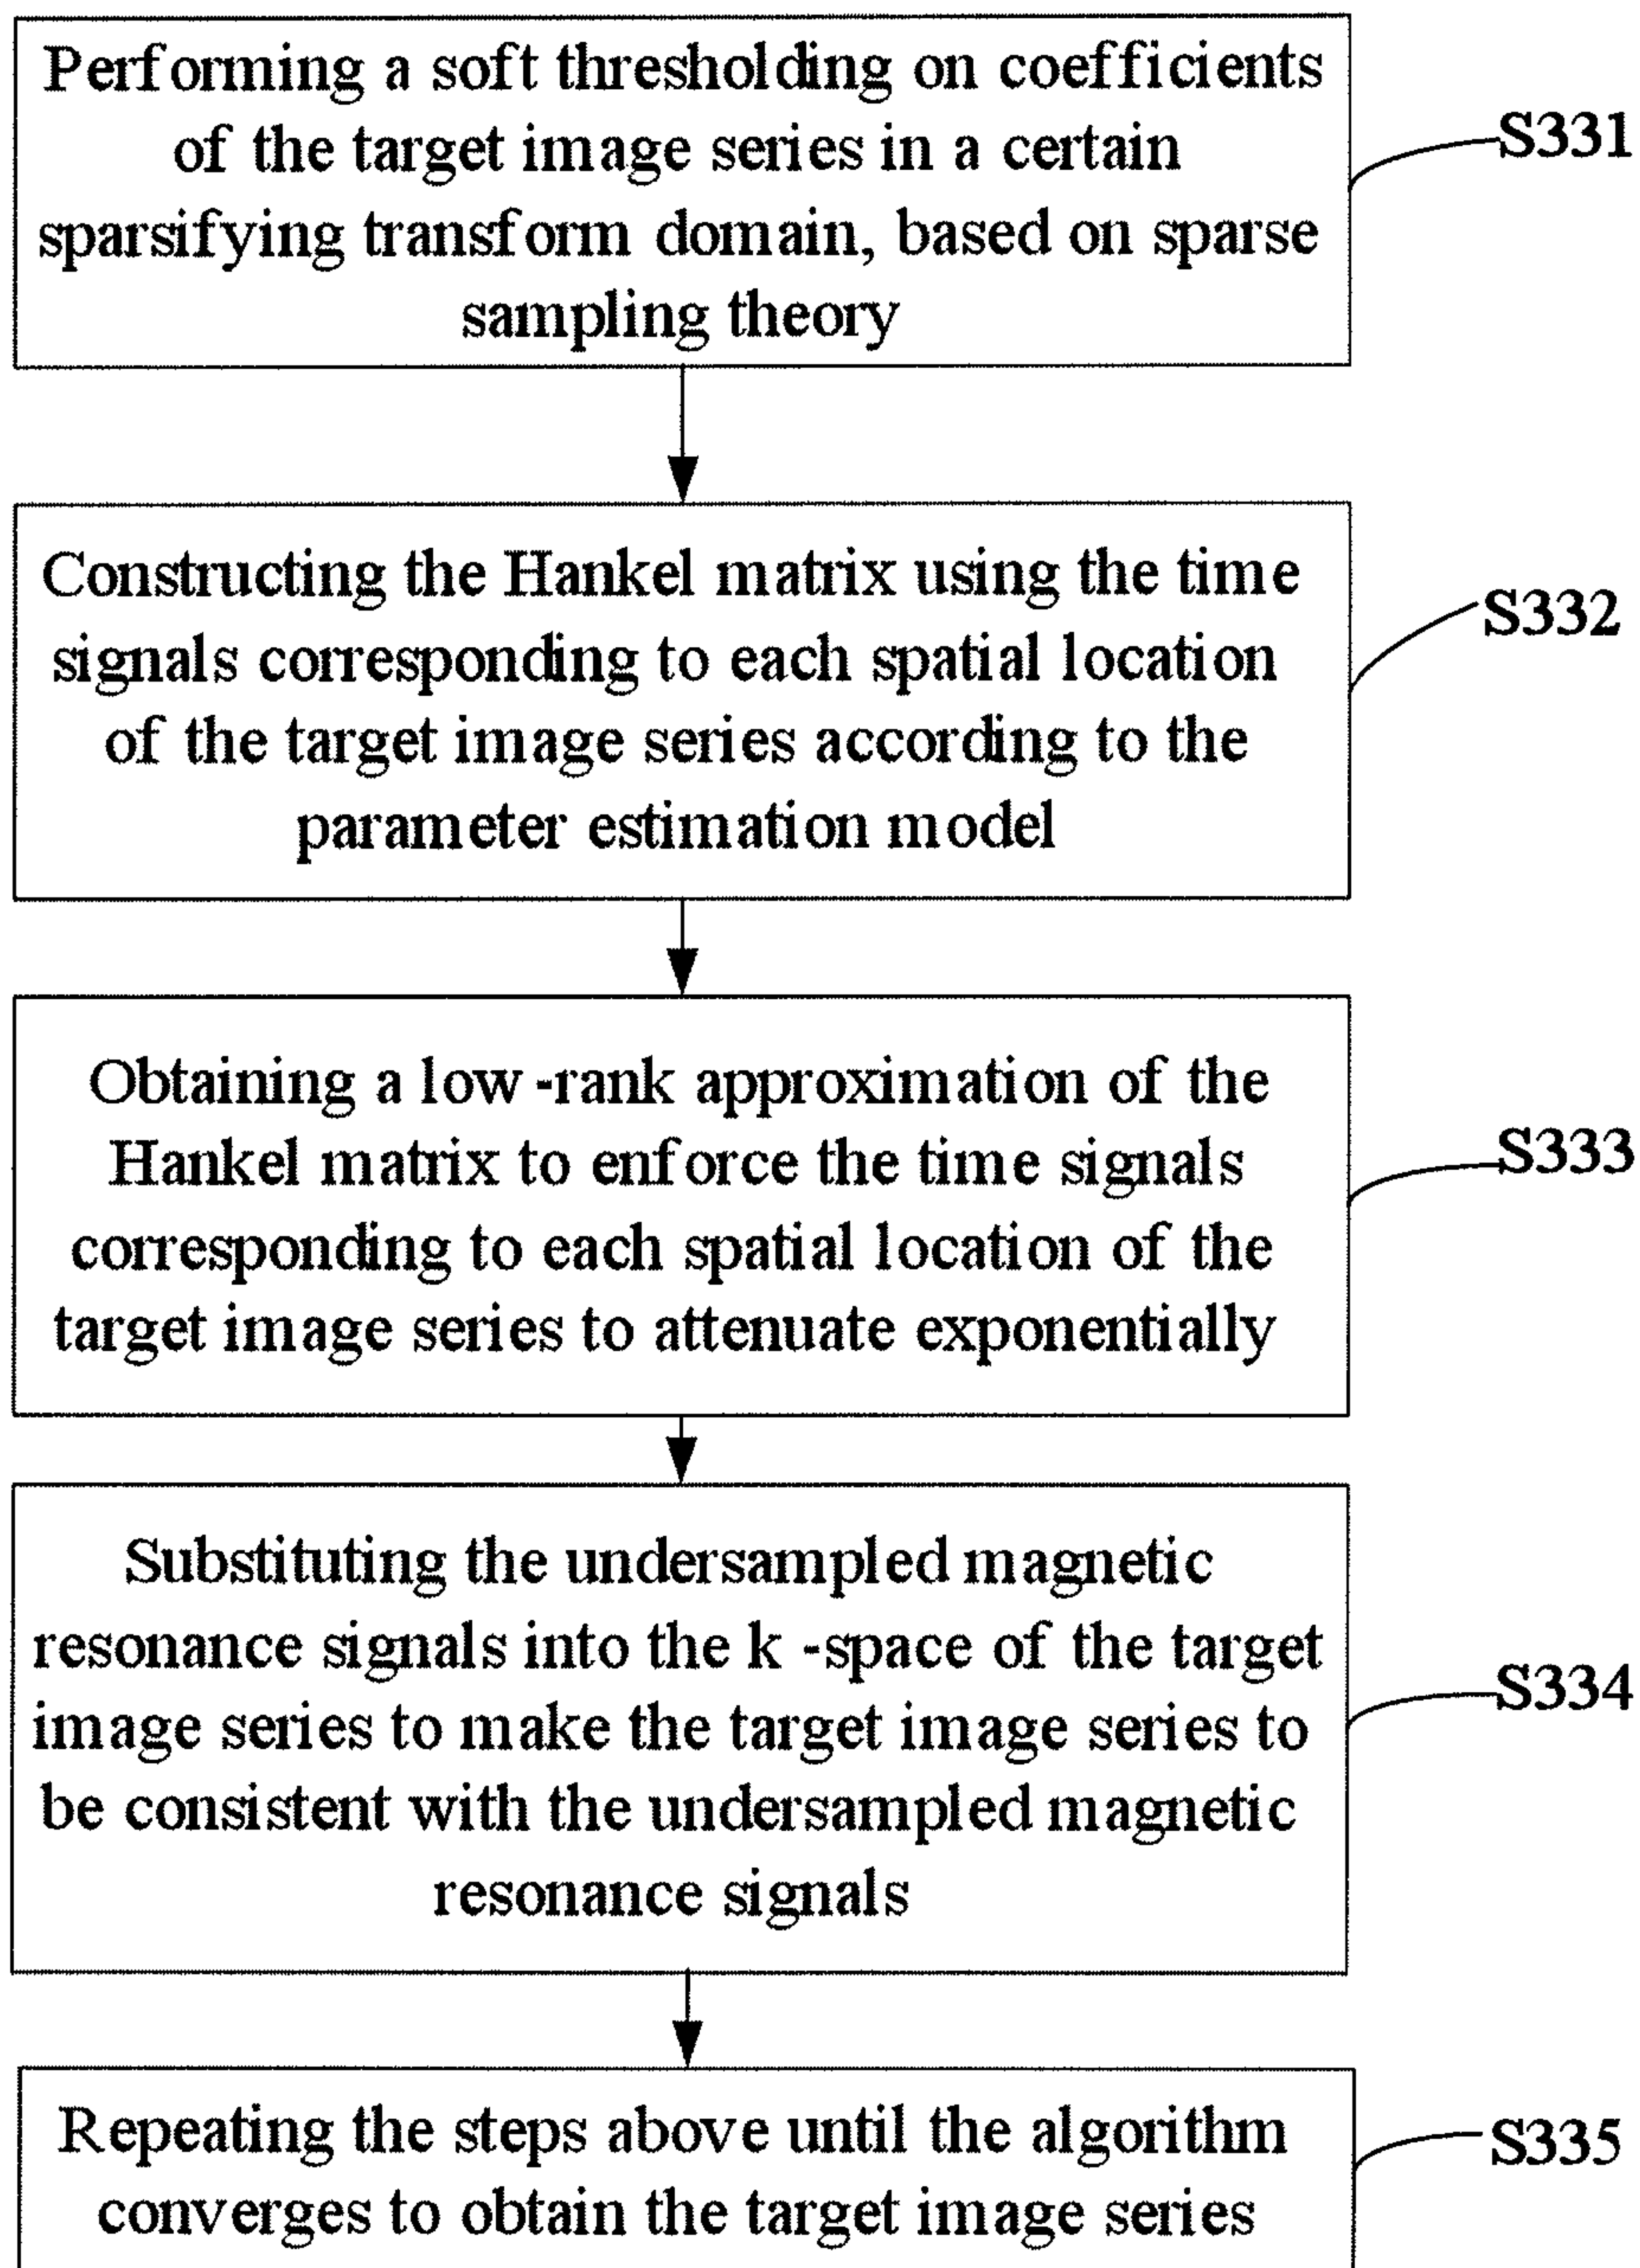 Performing a soft thresholding on coefficients
of the target image series in a certain
sparsifying transform domain, based on sparse
sampling theory
S331
Constructing the Hankel matrix using the time
signals corresponding to each spatial location
of the target image series according to the
parameter estimation model
S332
Obtaining a low-rank approximation of the
Hankel matrix to enforce the time signals
corresponding to each spatial location of the
target image series to attenuate exponentially
S333
Substituting the undersampled magnetic
resonance signals into the k-space of the target
image series to make the target image series to
be consistent with the undersampled magnetic
resonance signals
S334
Repeating the steps above until the algorithm
converges to obtain the target image series
S335